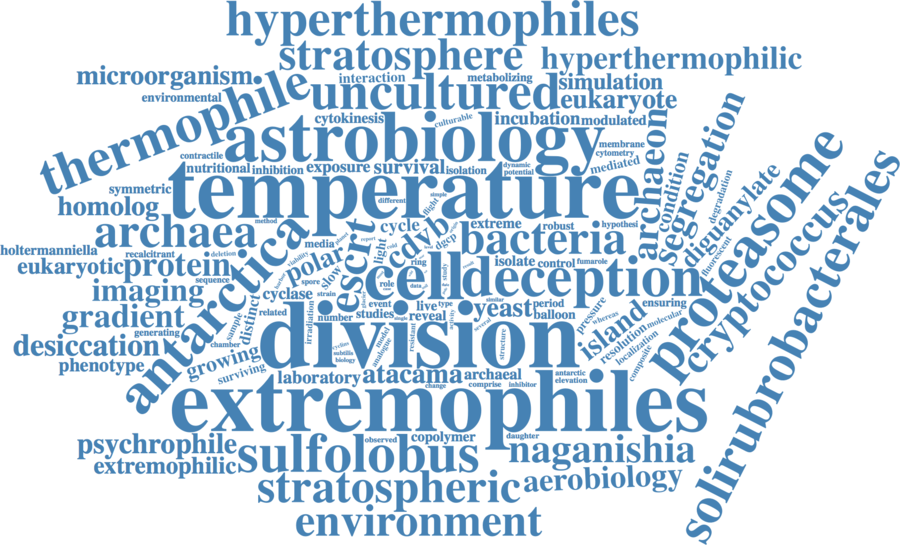 hyperthermophiles
stratosphere
hyperthermophilic
microorganism
interaction
metabolizing
simulation
environmental
thermophile
uncultured
eukaryote
cytokinesis
culturable
incubation
modulated
astrobiology
archaeon
segregation
membrane
cytometry
contractile
mediated
nutritional
inhibition
exposure
survival
isolation
dynamic
potential
condition
degradation
proteasome
symmetric
temperature
different
simple
flight
diguanylate
homolog
method
archaea
antarctica
escrt
cycle
cdvb
extreme
robust
hypothesi
bacteria
cryptococcus
solirubrobacterales
holtermanniella
recalcitrant
deletion
media
polar
light
dgcp
ring
isolate
control
fumarole
fluorescent
eukaryotic
protein
sequence
viability
spore
slow
role
data
study
cell
deception
imaging
cyclase
strain
event
live
type
similar
yeast
period
balloon
pressure
ensuring
gradient
distinct
sample
related
irradiation
number
studies
single
reveal
activity
several
division
island
whereas
resolution
molecular
localization
composite
generating
chamber
desiccation
model
analogue
resistant
structure
cycles
subtilis
biology
phenotype
growing
surviving
laboratory
atacama
archaeal
antarctic
elevation
change
comprise
inhibitor
extremophiles
psychrophile
observed
copolymer
daughter
naganishia
extremophilic
sulfolobus
stratospheric
aerobiology
environment